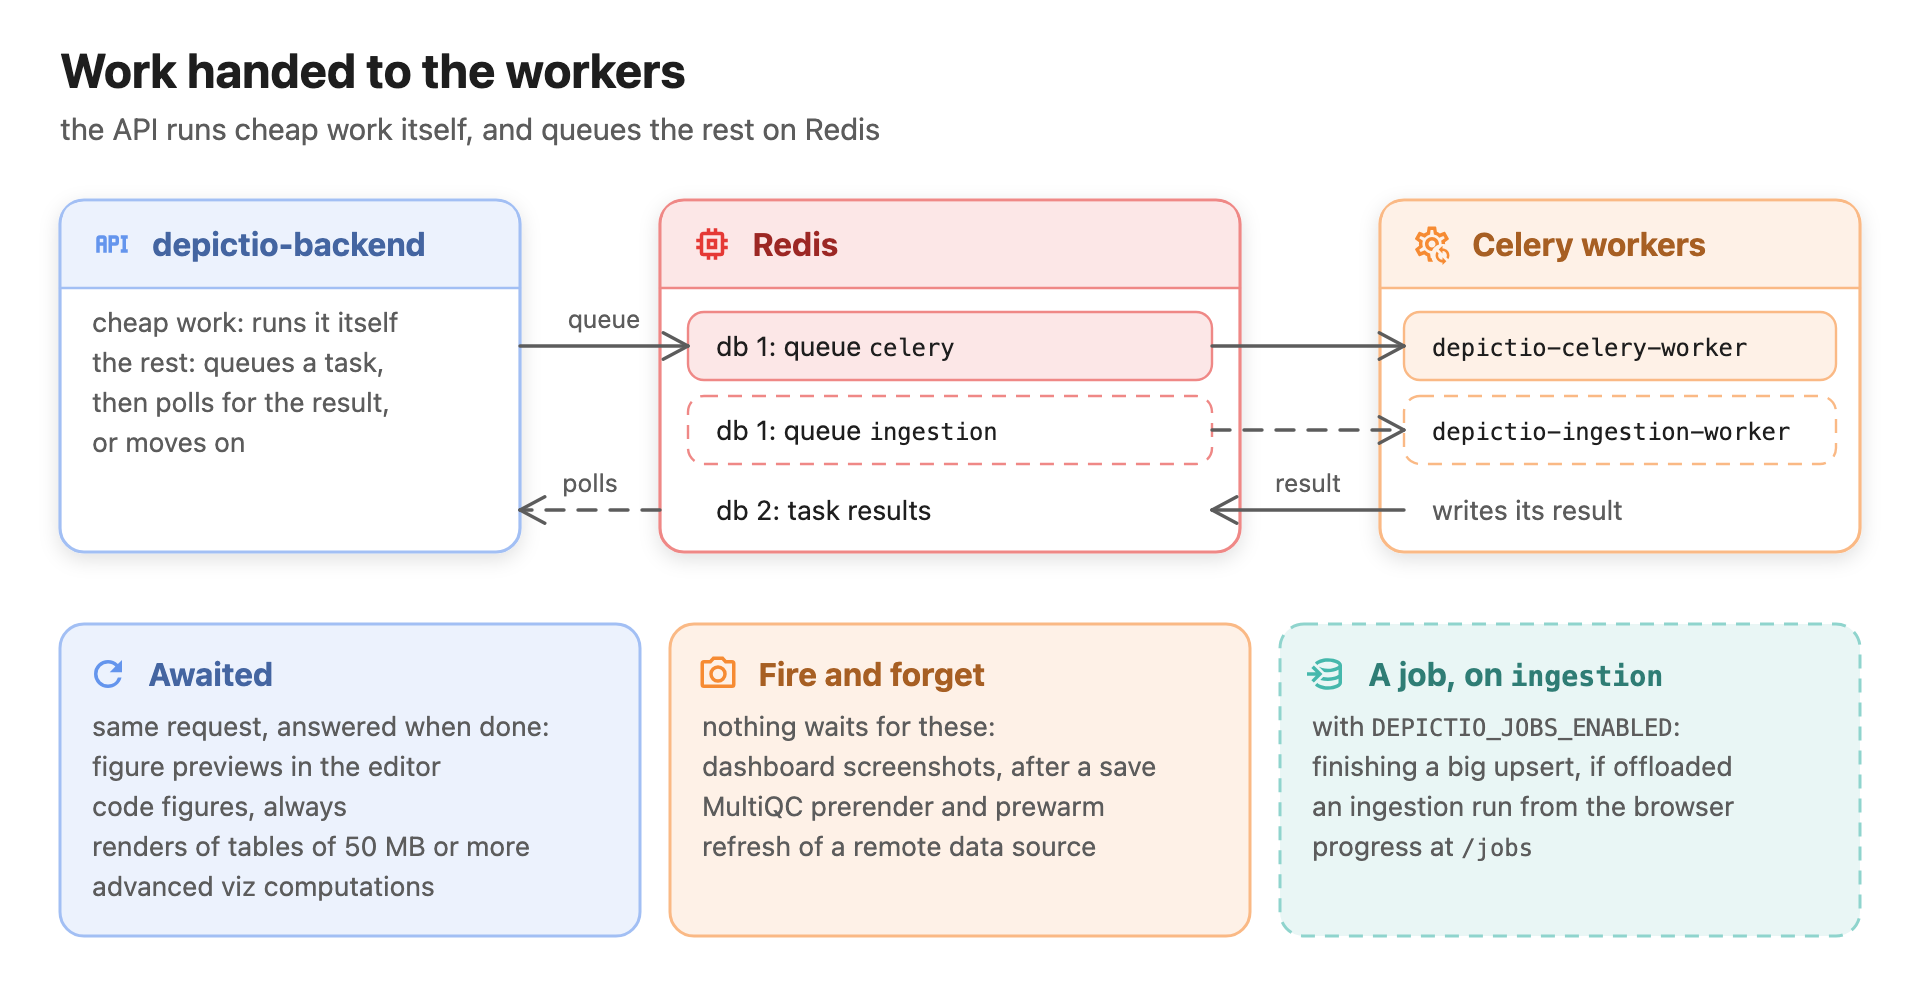 Work handed to the workers
the API runs cheap work itself, and queues the rest on Redis
API depictio-backend
cheap work: runs it itself
the rest: queues a task,
then polls for the result,
or moves on
queue
polls
Redis
db 1: queue celery
db 1: queue ingestion
db 2: task results
result
Celery workers
depictio-celery-worker
depictio-ingestion-worker
writes its result
Awaited
same request, answered when done:
figure previews in the editor
code figures, always
renders of tables of 50 MB or more
advanced viz computations
Fire and forget
nothing waits for these:
dashboard screenshots, after a save
MultiQC prerender and prewarm
refresh of a remote data source
A job, on ingestion
with DEPICTIO_JOBS_ENABLED:
finishing a big upsert, if offloaded
an ingestion run from the browser
progress at /jobs